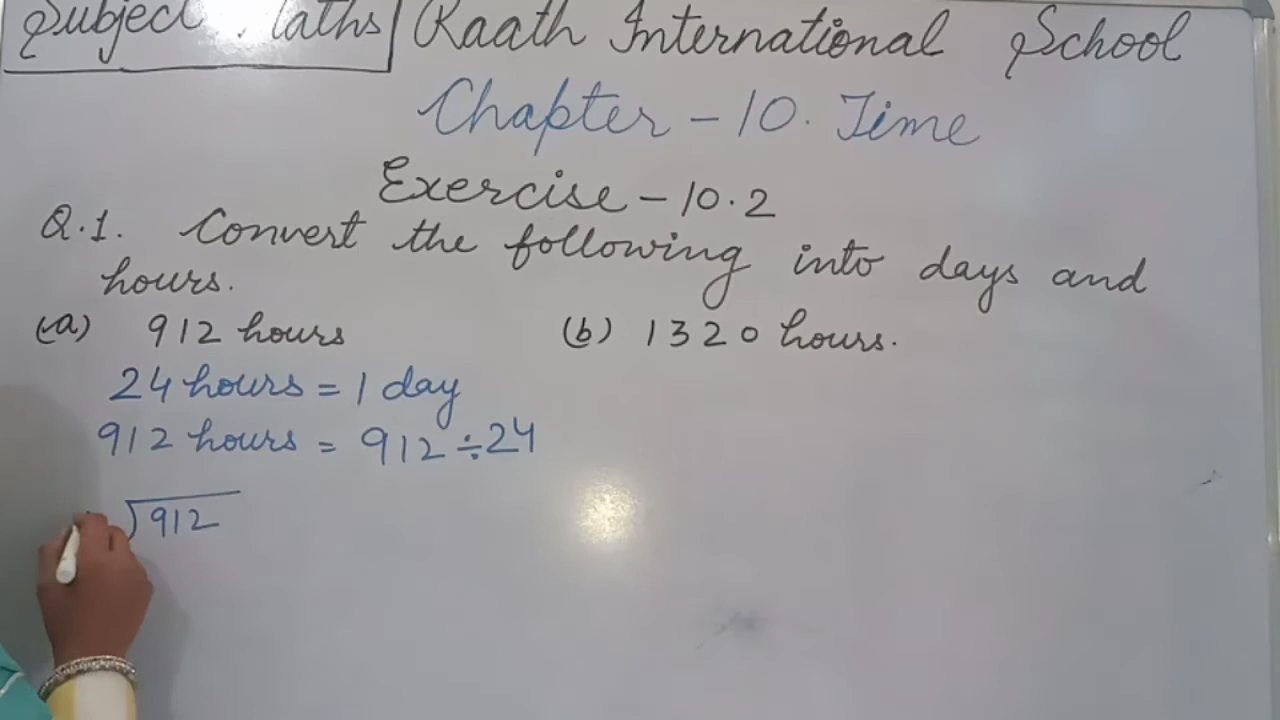 Subject Maths
Raath International School
Chapter - 10. Time
Exercise - 10.2
Q.1. Convert the following into days and
hours.
(a) 912 hours
(b) 1320 hours.
24 hours = 1 day
912 hours = 912 ÷ 24
912